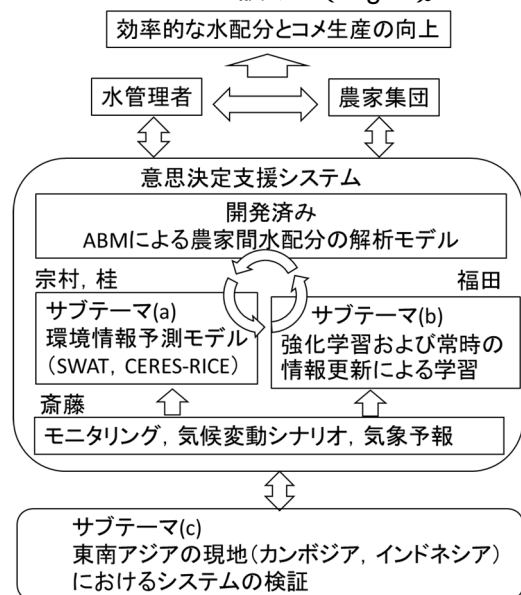 効率的な水配分とコメ生産の向上
水管理者
農家集団
意思決定支援システム
開発済み
ABMによる農家間水配分の解析モデル
宗村，桂
福田
サブテーマ(a)
環境情報予測モデル
（SWAT，CERES-RICE）
サブテーマ(b)
強化学習および常時の
情報更新による学習
斎藤
モニタリング，気候変動シナリオ，気象予報
サブテーマ(c)
東南アジアの現地（カンボジア，インドネシア）
におけるシステムの検証